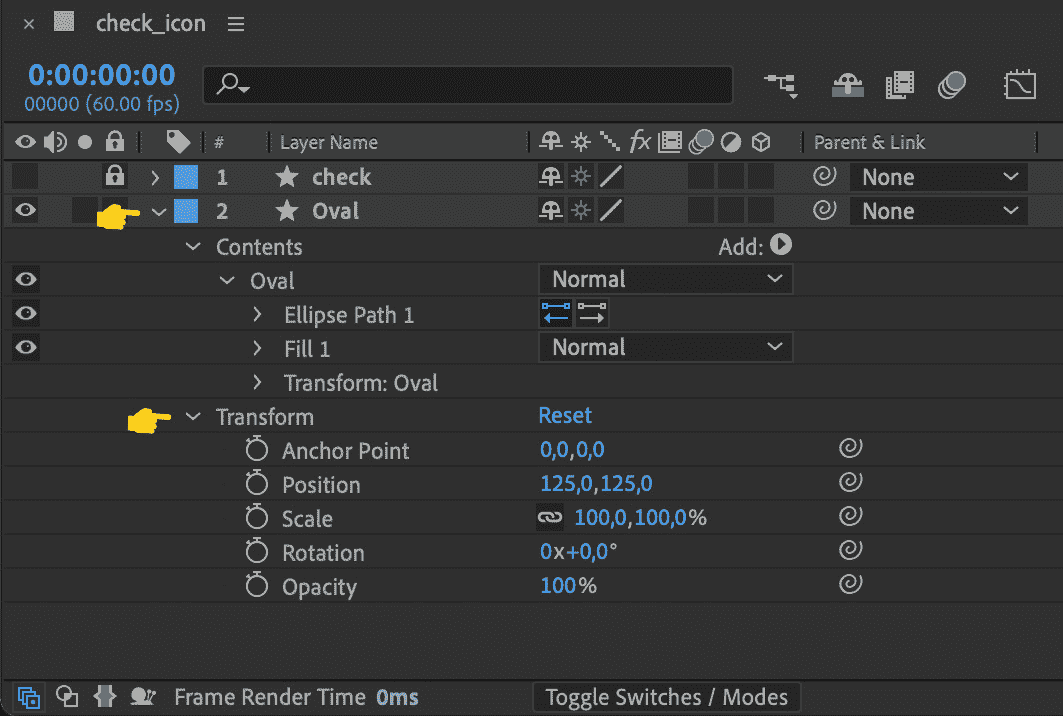 check_icon
0:00:00:00
00000 (60.00 fps)
# Layer Name fx Parent & Link
1 check None
2 Oval None
Contents Add:
Oval Normal
Ellipse Path 1
Fill 1 Normal
Transform: Oval
Transform Reset
Anchor Point 0,0,0,0
Position 125,0,125,0
Scale 100,0,100,0%
Rotation 0x+0,0°
Opacity 100%
Frame Render Time 0ms Toggle Switches / Modes